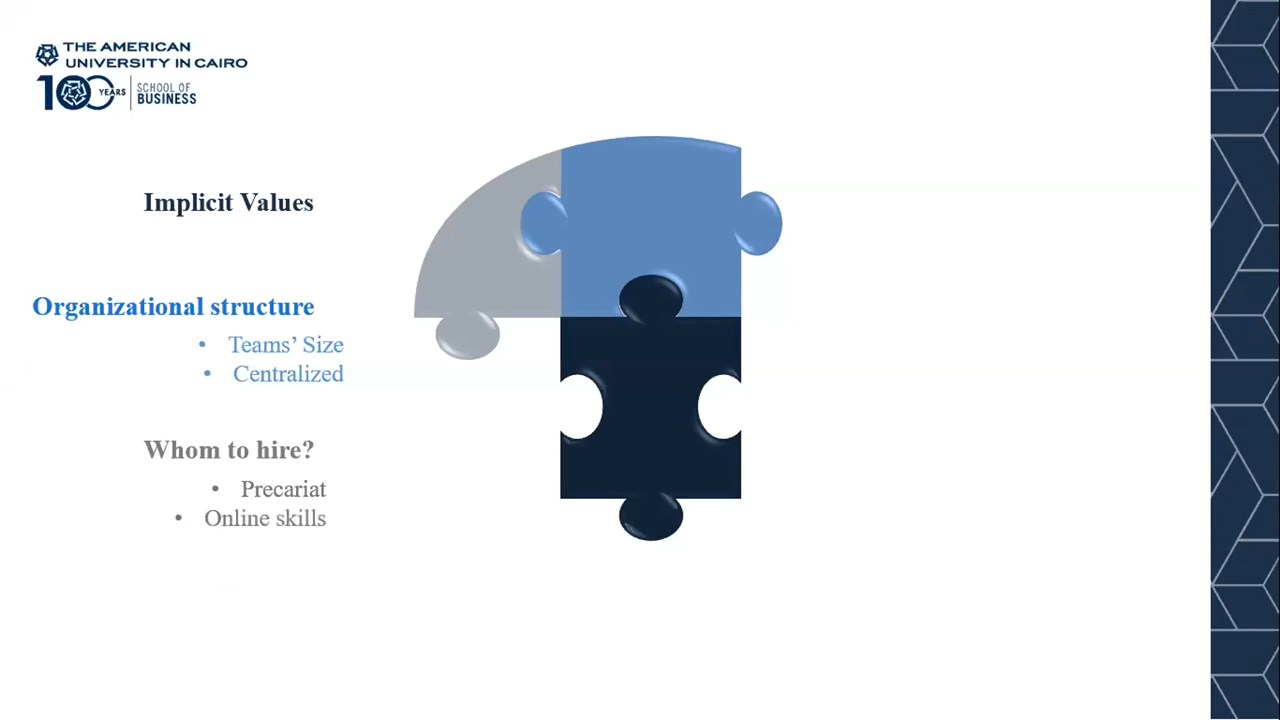 THE AMERICAN
UNIVERSITY IN CAIRO
100 YEARS
SCHOOL OF
BUSINESS
Implicit Values
Organizational structure
• Teams’ Size
• Centralized
Whom to hire?
• Precariat
• Online skills